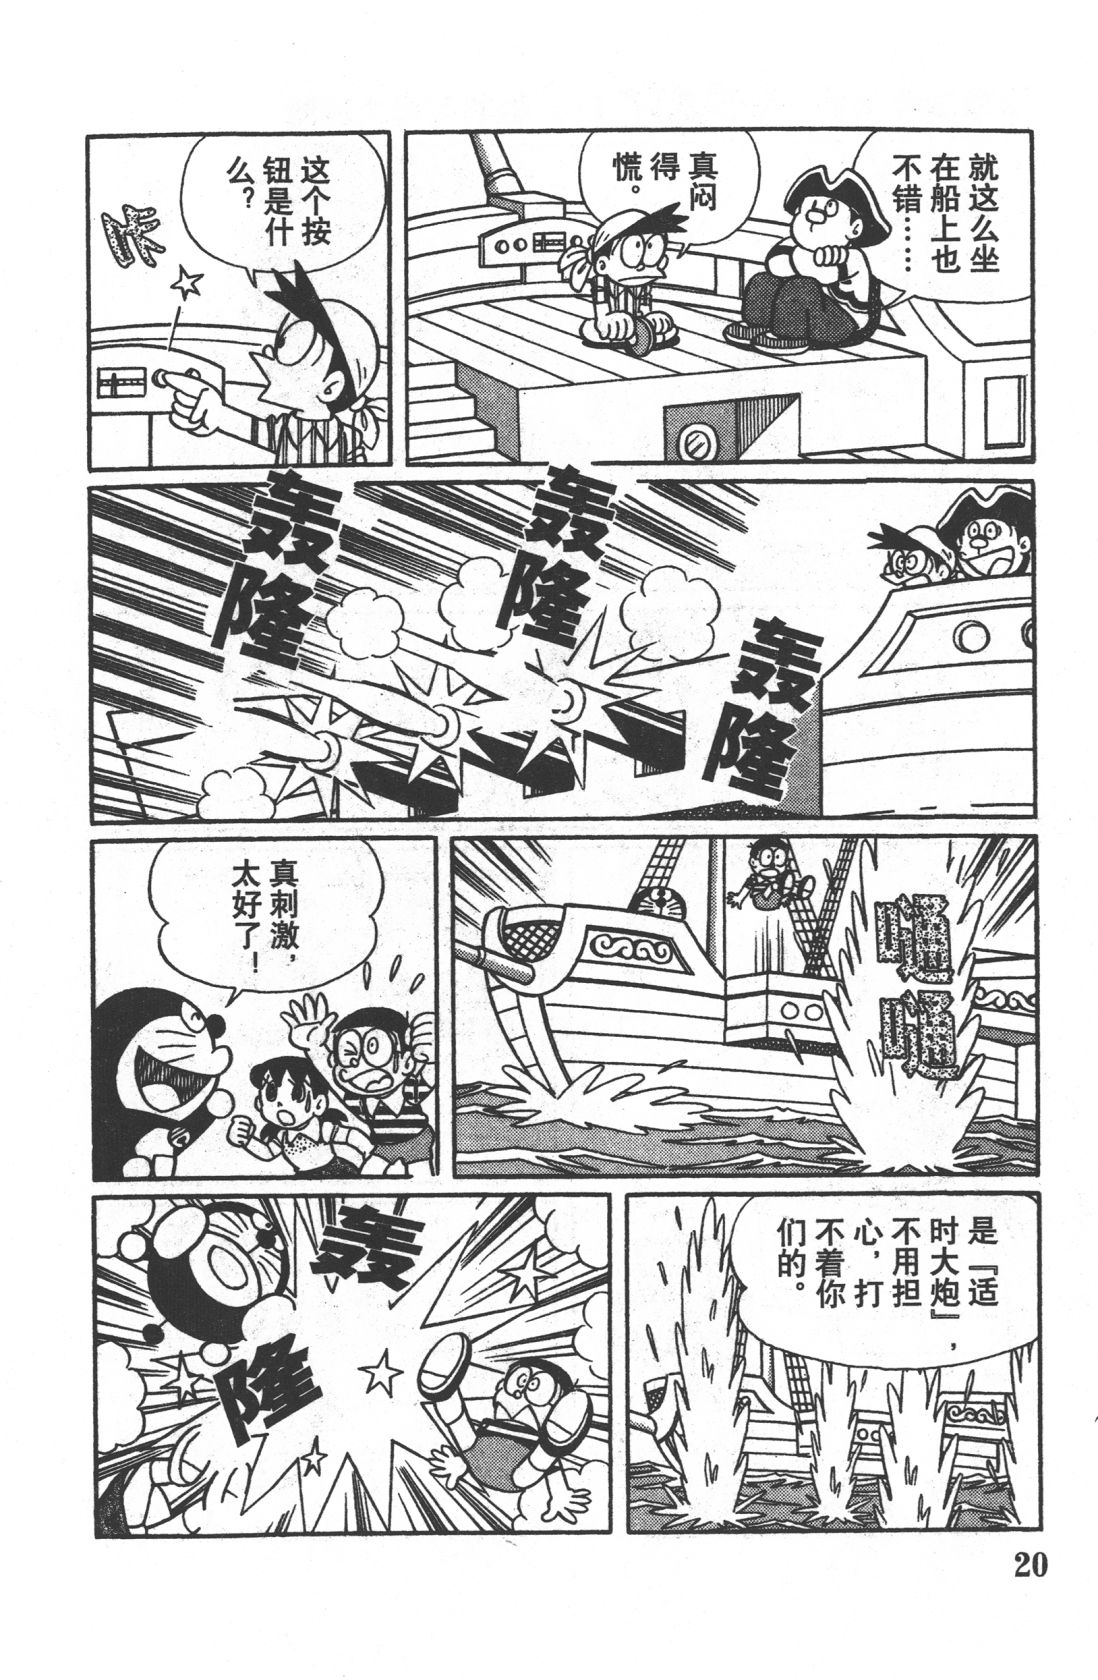 就这么坐
在船上也
不错……
真闷
得
慌。
这个按
钮是什
么？
轰隆
轰隆
轰隆
嗵
嗵
真刺激，
太好了！
是『适
时大炮』，
不用担
心，打
不着你
们的。
轰
隆
20